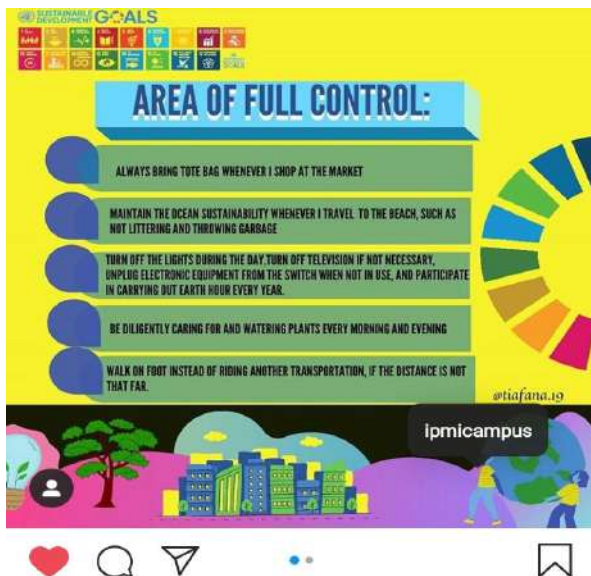 SUSTAINABLE
DEVELOPMENT GOALS
AREA OF FULL CONTROL:
ALWAYS BRING TOTE BAG WHENEVER I SHOP AT THE MARKET
MAINTAIN THE OCEAN SUSTAINABILITY WHENEVER I TRAVEL TO THE BEACH, SUCH AS
NOT LITTERING AND THROWING GARBAGE
TURN OFF THE LIGHTS DURING THE DAY,TURN OFF TELEVISION IF NOT NECESSARY,
UNPLUG ELECTRONIC EQUIPMENT FROM THE SWITCH WHEN NOT IN USE, AND PARTICIPATE
IN CARRYING OUT EARTH HOUR EVERY YEAR.
BE DILIGENTLY CARING FOR AND WATERING PLANTS EVERY MORNING AND EVENING
WALK ON FOOT INSTEAD OF RIDING ANOTHER TRANSPORTATION, IF THE DISTANCE IS NOT
THAT FAR.
@tiafana.19
ipmicampus